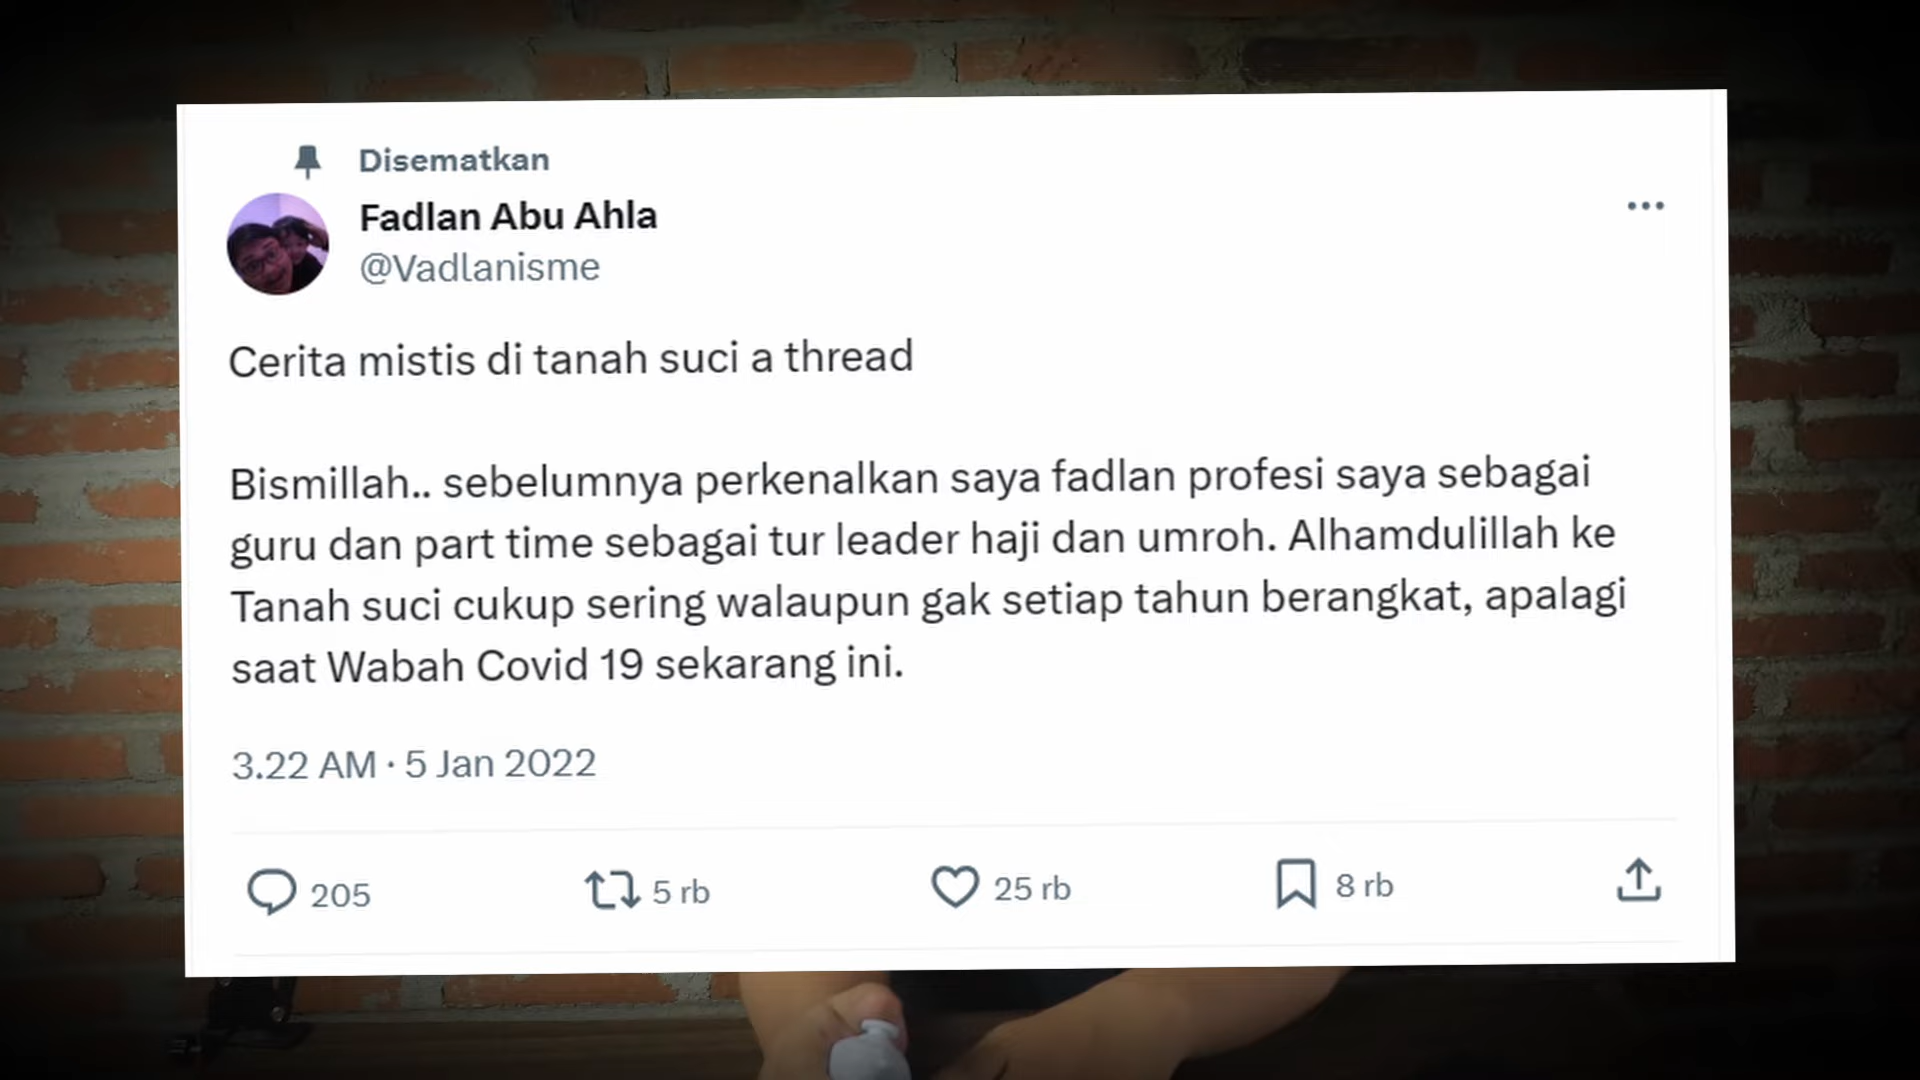 Disematkan
Fadlan Abu Ahla
@Vadlanisme
Cerita mistis di tanah suci a thread
Bismillah.. sebelumnya perkenalkan saya fadlan profesi saya sebagai
guru dan part time sebagai tur leader haji dan umroh. Alhamdulillah ke
Tanah suci cukup sering walaupun gak setiap tahun berangkat, apalagi
saat Wabah Covid 19 sekarang ini.
3.22 AM · 5 Jan 2022
205 5 rb 25 rb 8 rb